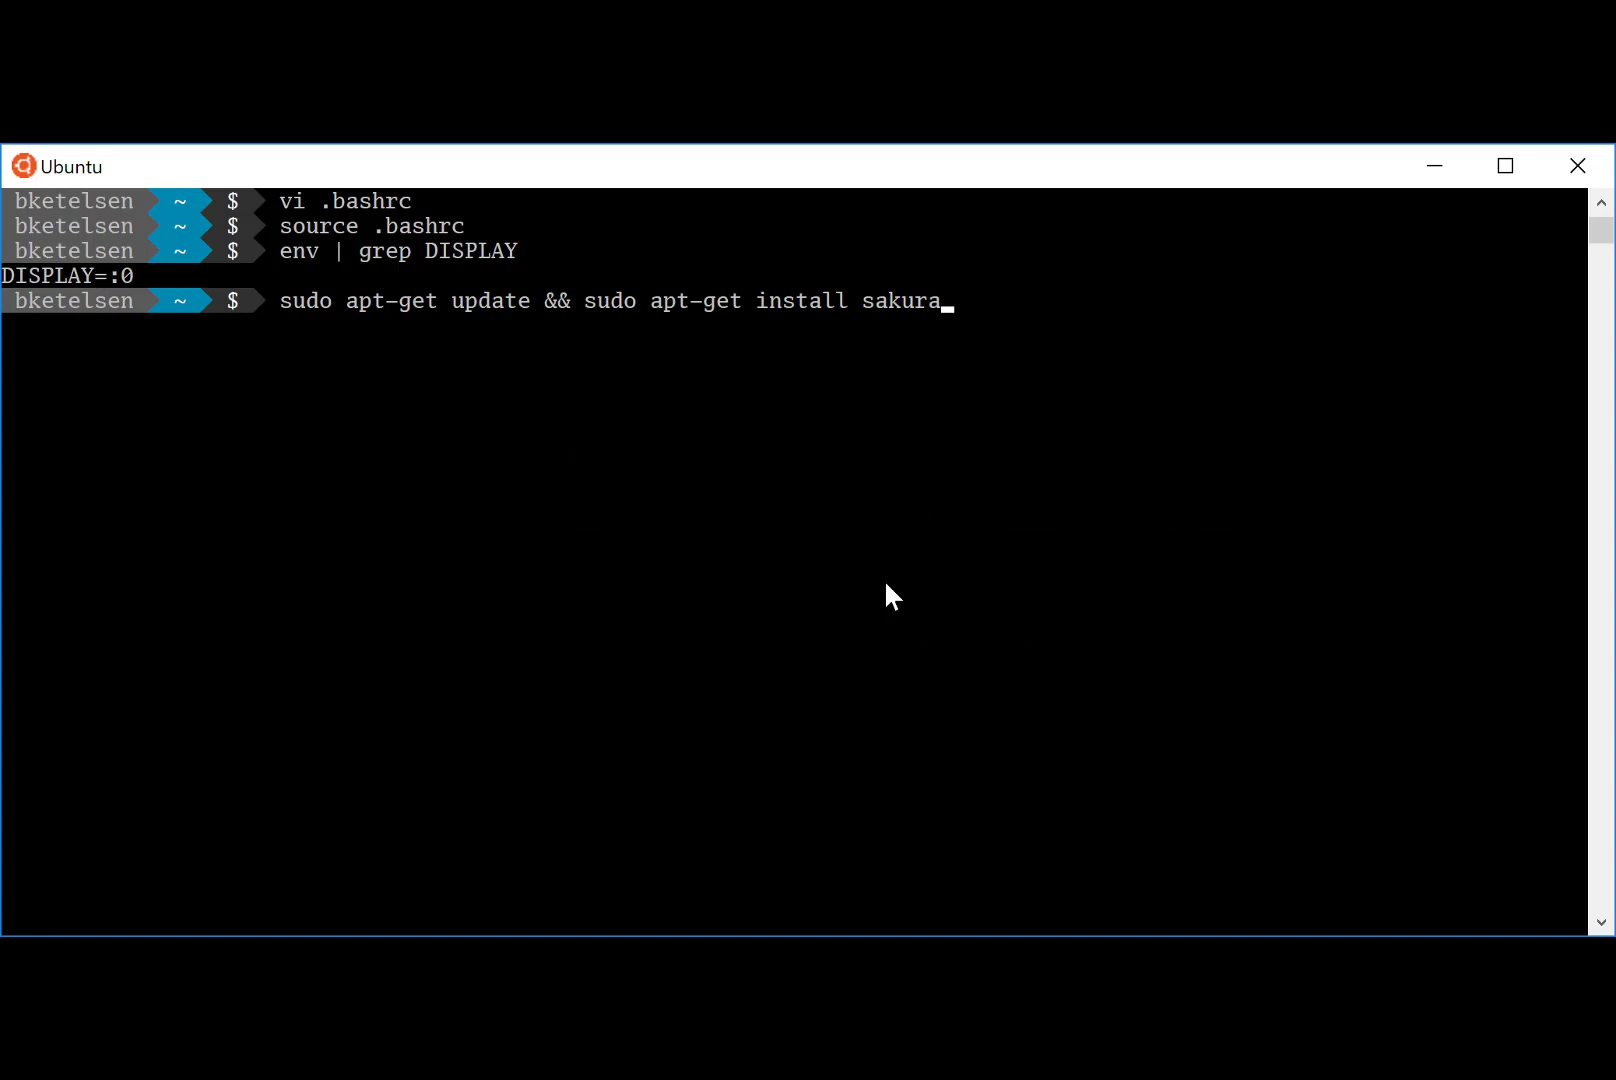 Ubuntu
bketelsen ~ $ vi .bashrc
bketelsen ~ $ source .bashrc
bketelsen ~ $ env | grep DISPLAY
DISPLAY=:0
bketelsen ~ $ sudo apt-get update && sudo apt-get install sakura